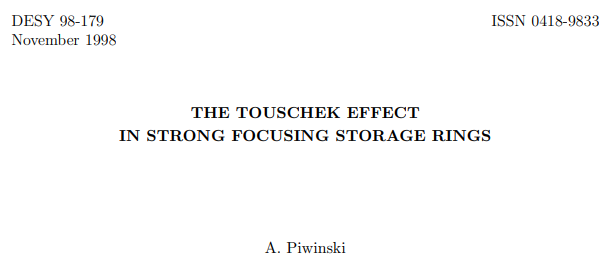 DESY 98-179 ISSN 0418-9833
November 1998
THE TOUSCHEK EFFECT
IN STRONG FOCUSING STORAGE RINGS
A. Piwinski